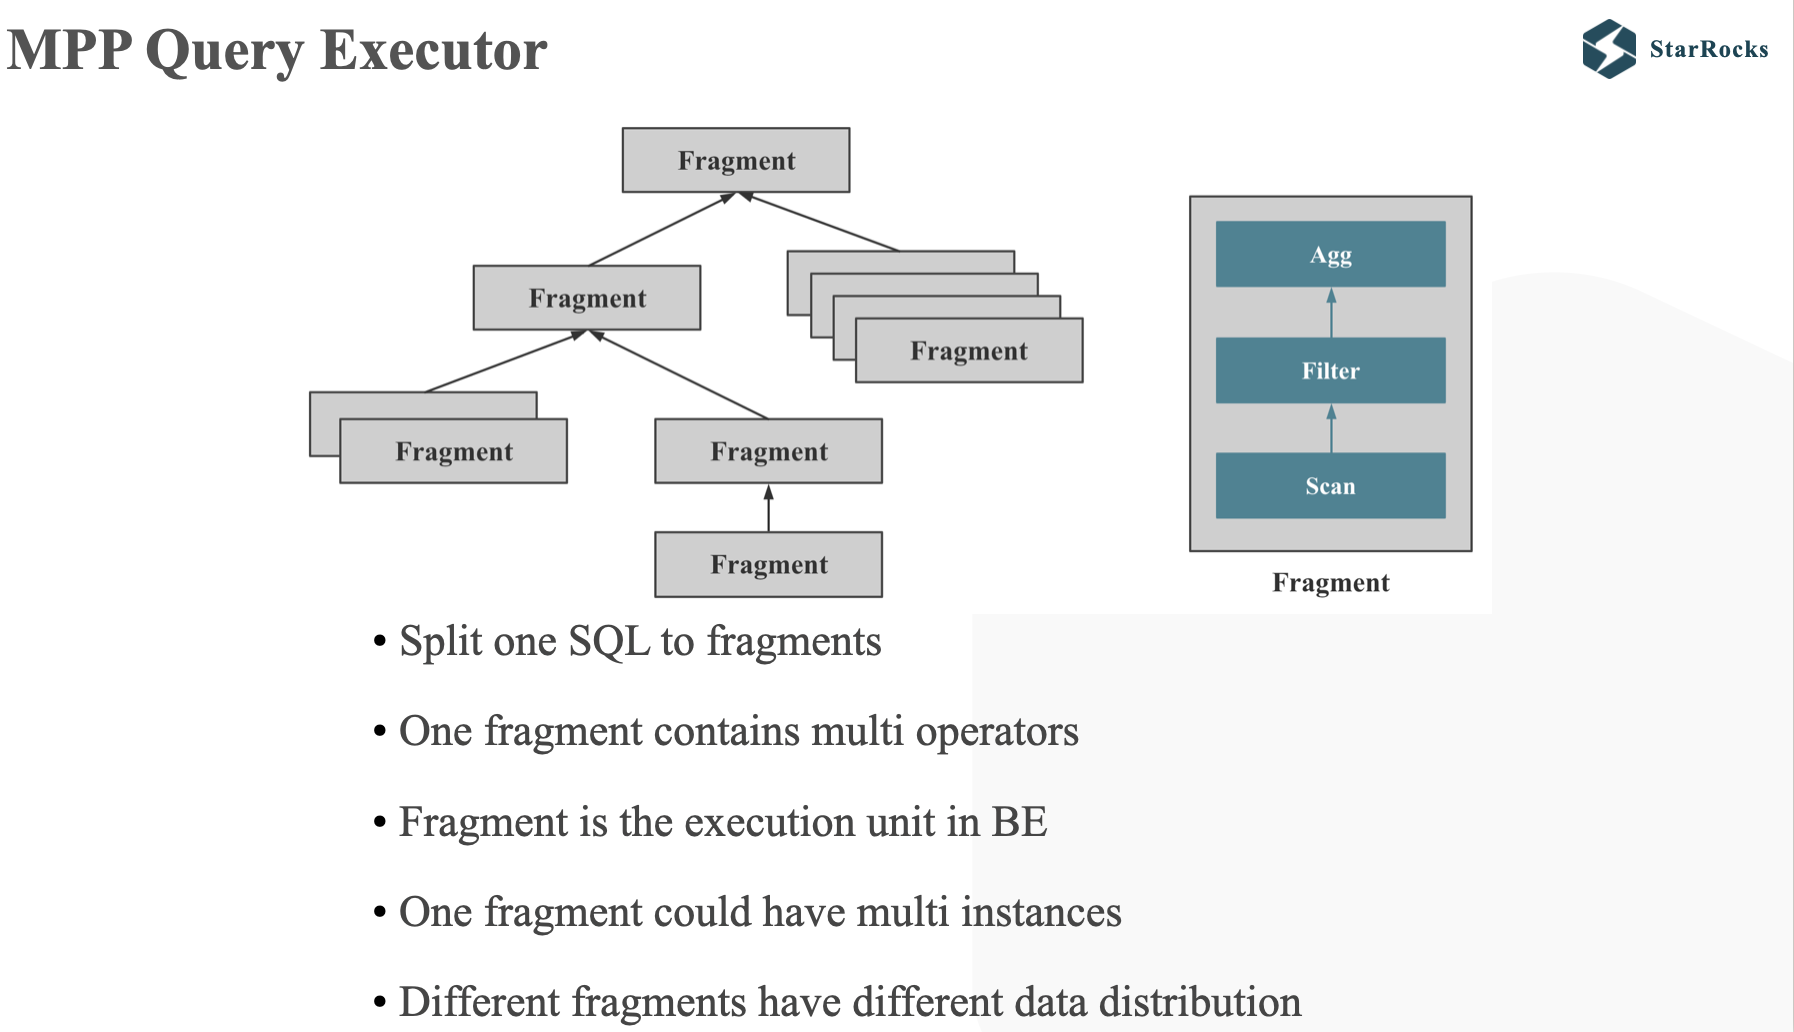 MPP Query Executor
StarRocks
Fragment
Fragment
Fragment
Fragment
Fragment
Fragment
Agg
Filter
Scan
Fragment
• Split one SQL to fragments
• One fragment contains multi operators
• Fragment is the execution unit in BE
• One fragment could have multi instances
• Different fragments have different data distribution